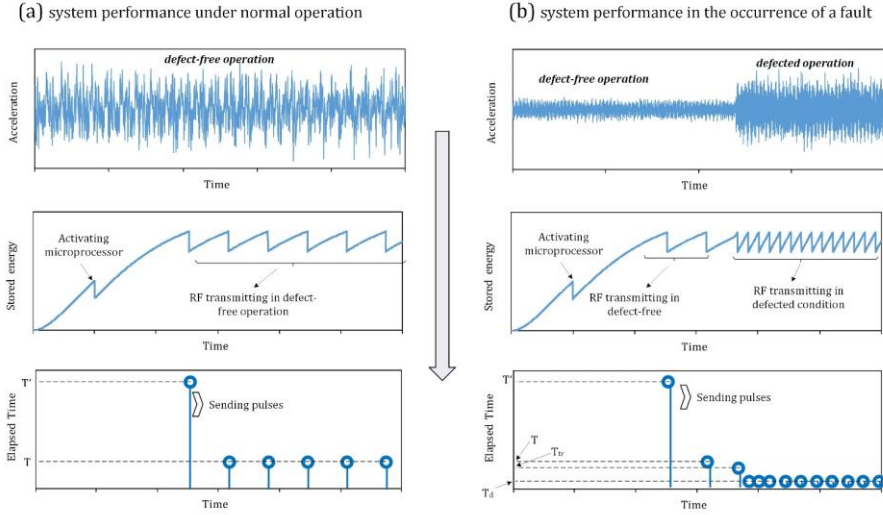 (a) system performance under normal operation
defect-free operation
Acceleration
Time
Activating
microprocessor
RF transmitting in defect-
free operation
Stored energy
Time
T'
Sending pulses
T
Elapsed Time
Time
(b) system performance in the occurrence of a fault
defect-free operation
defected operation
Acceleration
Time
Activating
microprocessor
RF transmitting in
defect-free
RF transmitting in
defected condition
Stored energy
Time
T'
Sending pulses
T
Ttr
Td
Elapsed Time
Time